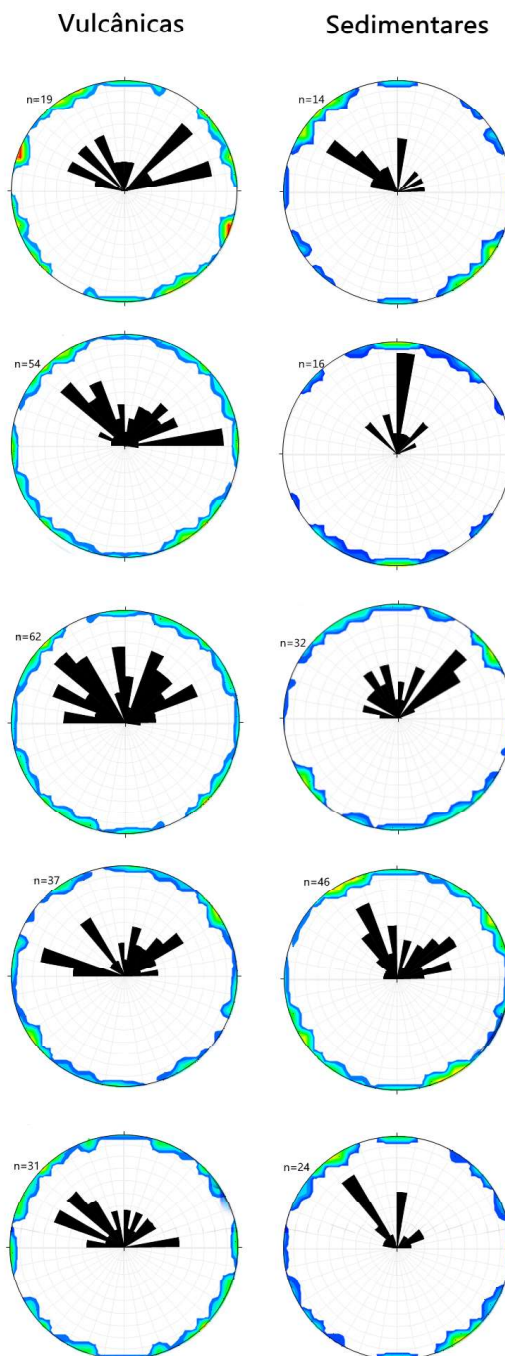 Vulcânicas Sedimentares
n=19 n=14
n=54 n=16
n=62 n=32
n=37 n=46
n=31 n=24